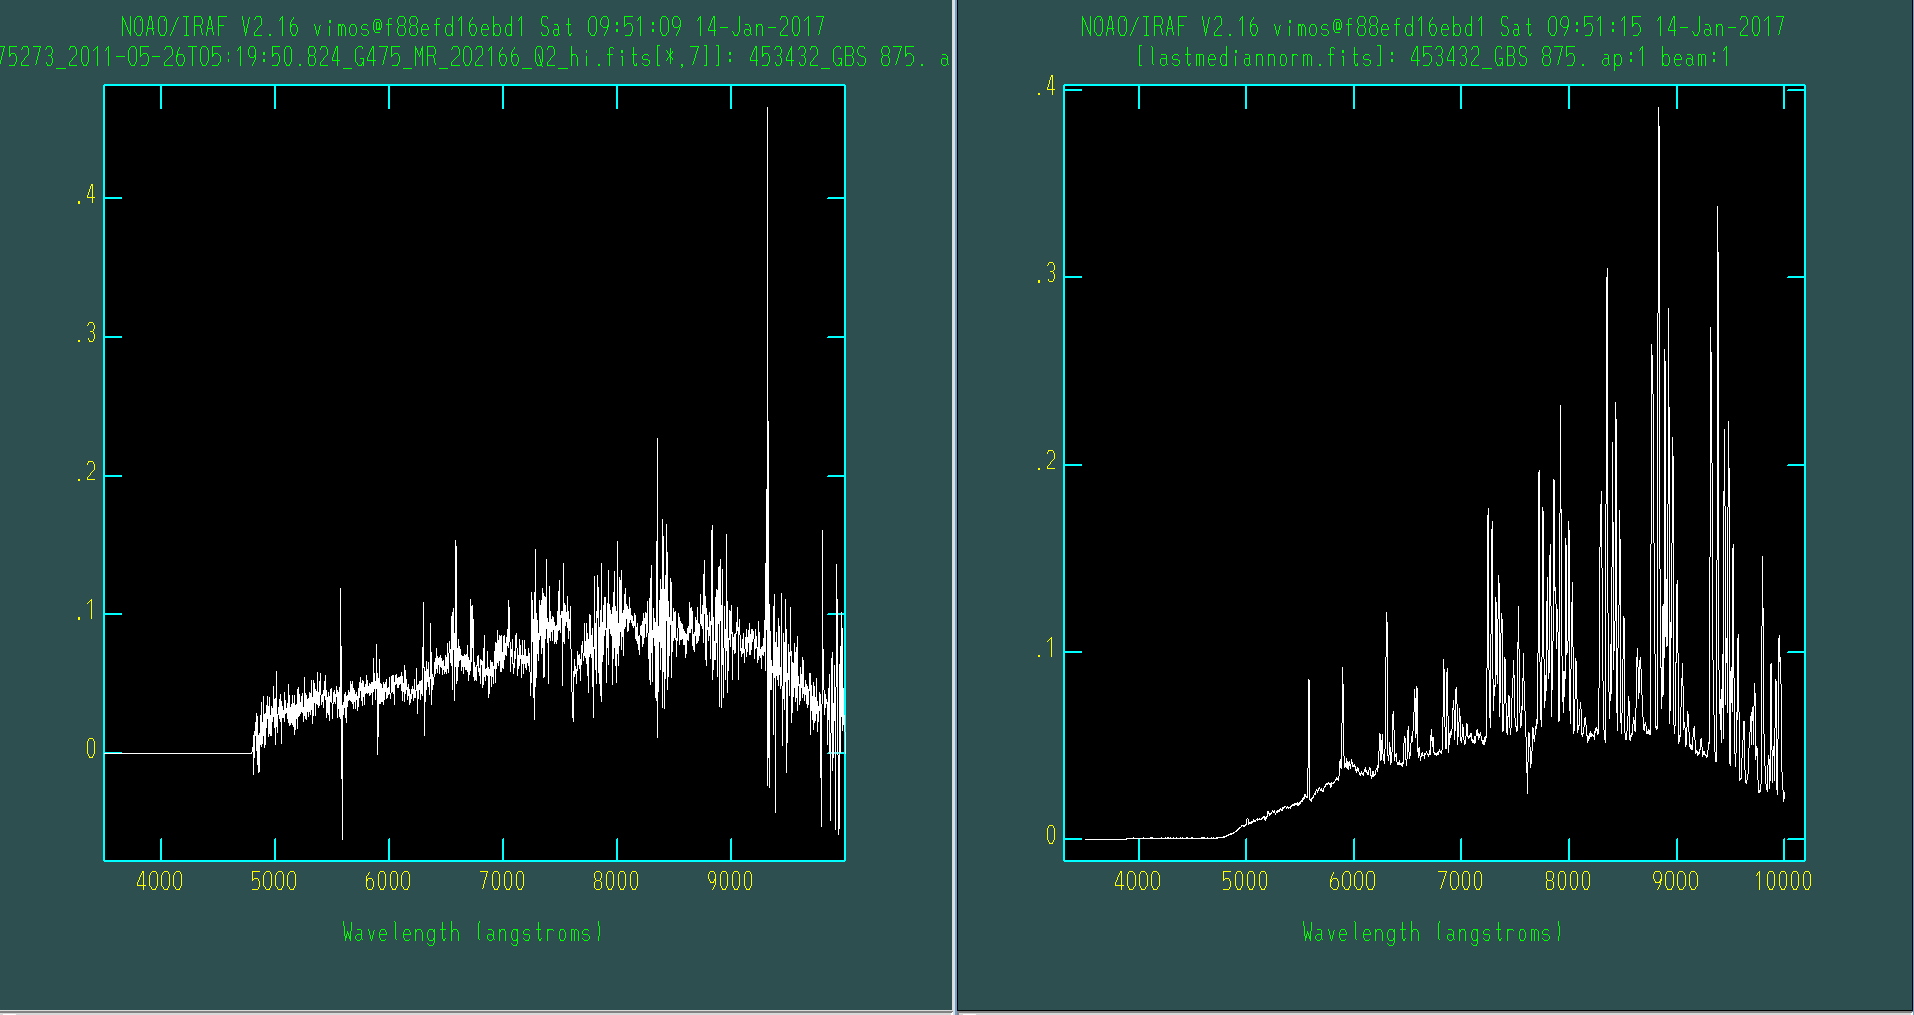 NOAO/IRAF V2.16 vimos@f88efd16ebd1 Sat 09:51:09 14-Jan-2017
75273_2011-05-26T05:19:50.824_G475_MR_202166_Q2_hi.fits[*,7]]: 453432_GBS 875. a
.4
.3
.2
.1
0
4000 5000 6000 7000 8000 9000
Wavelength (angstroms)
NOAO/IRAF V2.16 vimos@f88efd16ebd1 Sat 09:51:15 14-Jan-2017
[lastmediannorm.fits]: 453432_GBS 875. ap:1 beam:1
.4
.3
.2
.1
0
4000 5000 6000 7000 8000 9000 10000
Wavelength (angstroms)